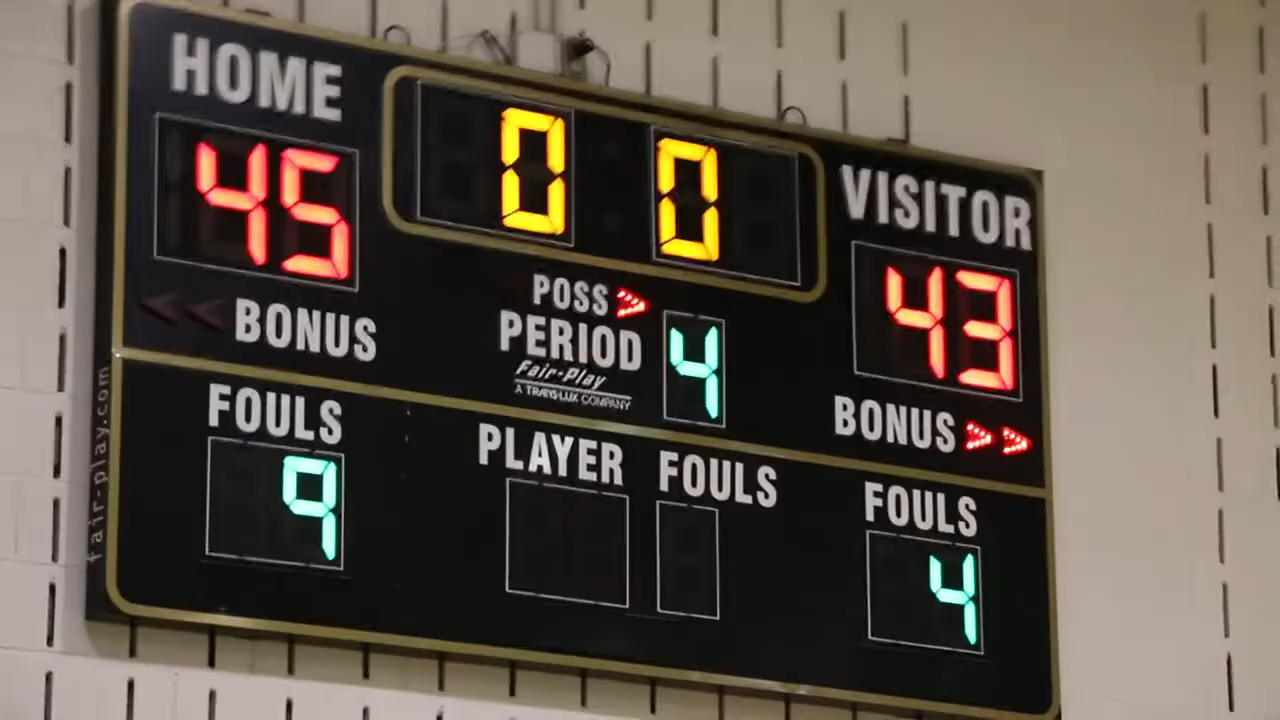 HOME
45
0 0
VISITOR
43
POSS
PERIOD 4
Fair-Play
A TRANS-LUX COMPANY
BONUS
BONUS
FOULS
9
PLAYER FOULS
FOULS
4
fair-play.com